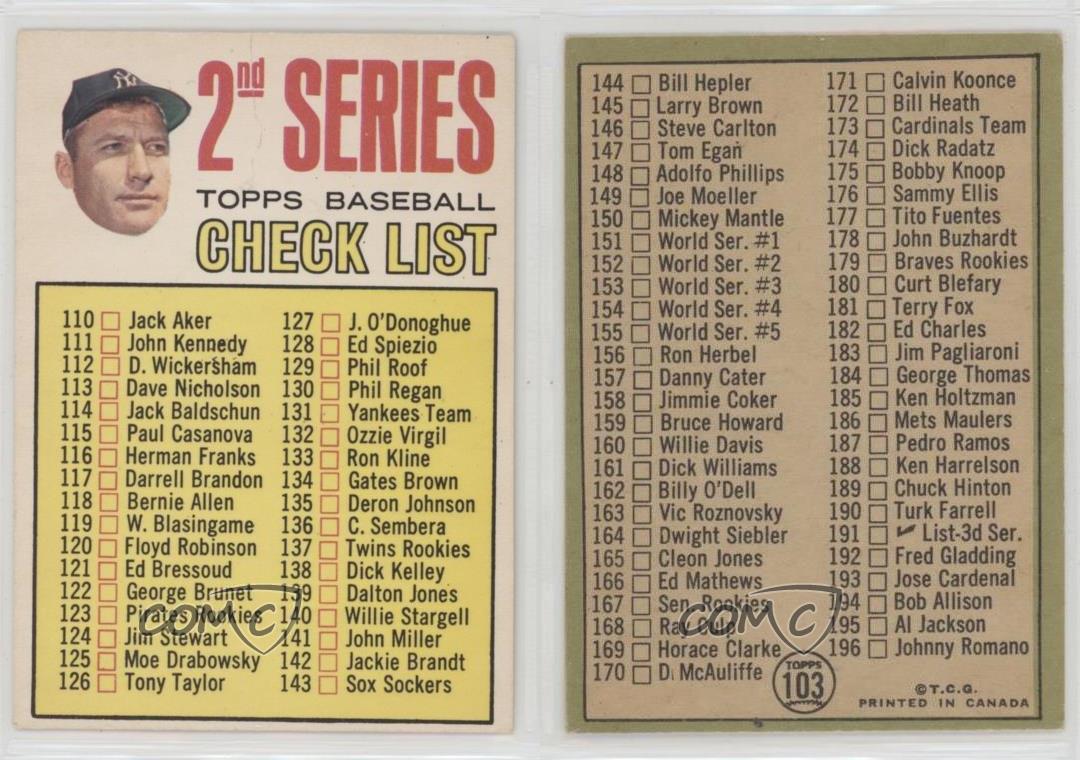 NY
2nd SERIES
TOPPS BASEBALL
CHECK LIST
110 Jack Aker
111 John Kennedy
112 D. Wickersham
113 Dave Nicholson
114 Jack Baldschun
115 Paul Casanova
116 Herman Franks
117 Darrell Brandon
118 Bernie Allen
119 W. Blasingame
120 Floyd Robinson
121 Ed Bressoud
122 George Brunet
123 Pirates Rookies
124 Jim Stewart
125 Moe Drabowsky
126 Tony Taylor
127 J. O'Donoghue
128 Ed Spiezio
129 Phil Roof
130 Phil Regan
131 Yankees Team
132 Ozzie Virgil
133 Ron Kline
134 Gates Brown
135 Deron Johnson
136 C. Sembera
137 Twins Rookies
138 Dick Kelley
139 Dalton Jones
140 Willie Stargell
141 John Miller
142 Jackie Brandt
143 Sox Sockers
COMC
144 Bill Hepler
145 Larry Brown
146 Steve Carlton
147 Tom Egan
148 Adolfo Phillips
149 Joe Moeller
150 Mickey Mantle
151 World Ser. #1
152 World Ser. #2
153 World Ser. #3
154 World Ser. #4
155 World Ser. #5
156 Ron Herbel
157 Danny Cater
158 Jimmie Coker
159 Bruce Howard
160 Willie Davis
161 Dick Williams
162 Billy O'Dell
163 Vic Roznovsky
164 Dwight Siebler
165 Cleon Jones
166 Ed Mathews
167 Sen. Rookies
168 Ray Culp
169 Horace Clarke
170 D. McAuliffe
171 Calvin Koonce
172 Bill Heath
173 Cardinals Team
174 Dick Radatz
175 Bobby Knoop
176 Sammy Ellis
177 Tito Fuentes
178 John Buzhardt
179 Braves Rookies
180 Curt Blefary
181 Terry Fox
182 Ed Charles
183 Jim Pagliaroni
184 George Thomas
185 Ken Holtzman
186 Mets Maulers
187 Pedro Ramos
188 Ken Harrelson
189 Chuck Hinton
190 Turk Farrell
191 List-3d Ser.
192 Fred Gladding
193 Jose Cardenal
194 Bob Allison
195 Al Jackson
196 Johnny Romano
COMC
TOPPS
103
©T.C.G.
PRINTED IN CANADA